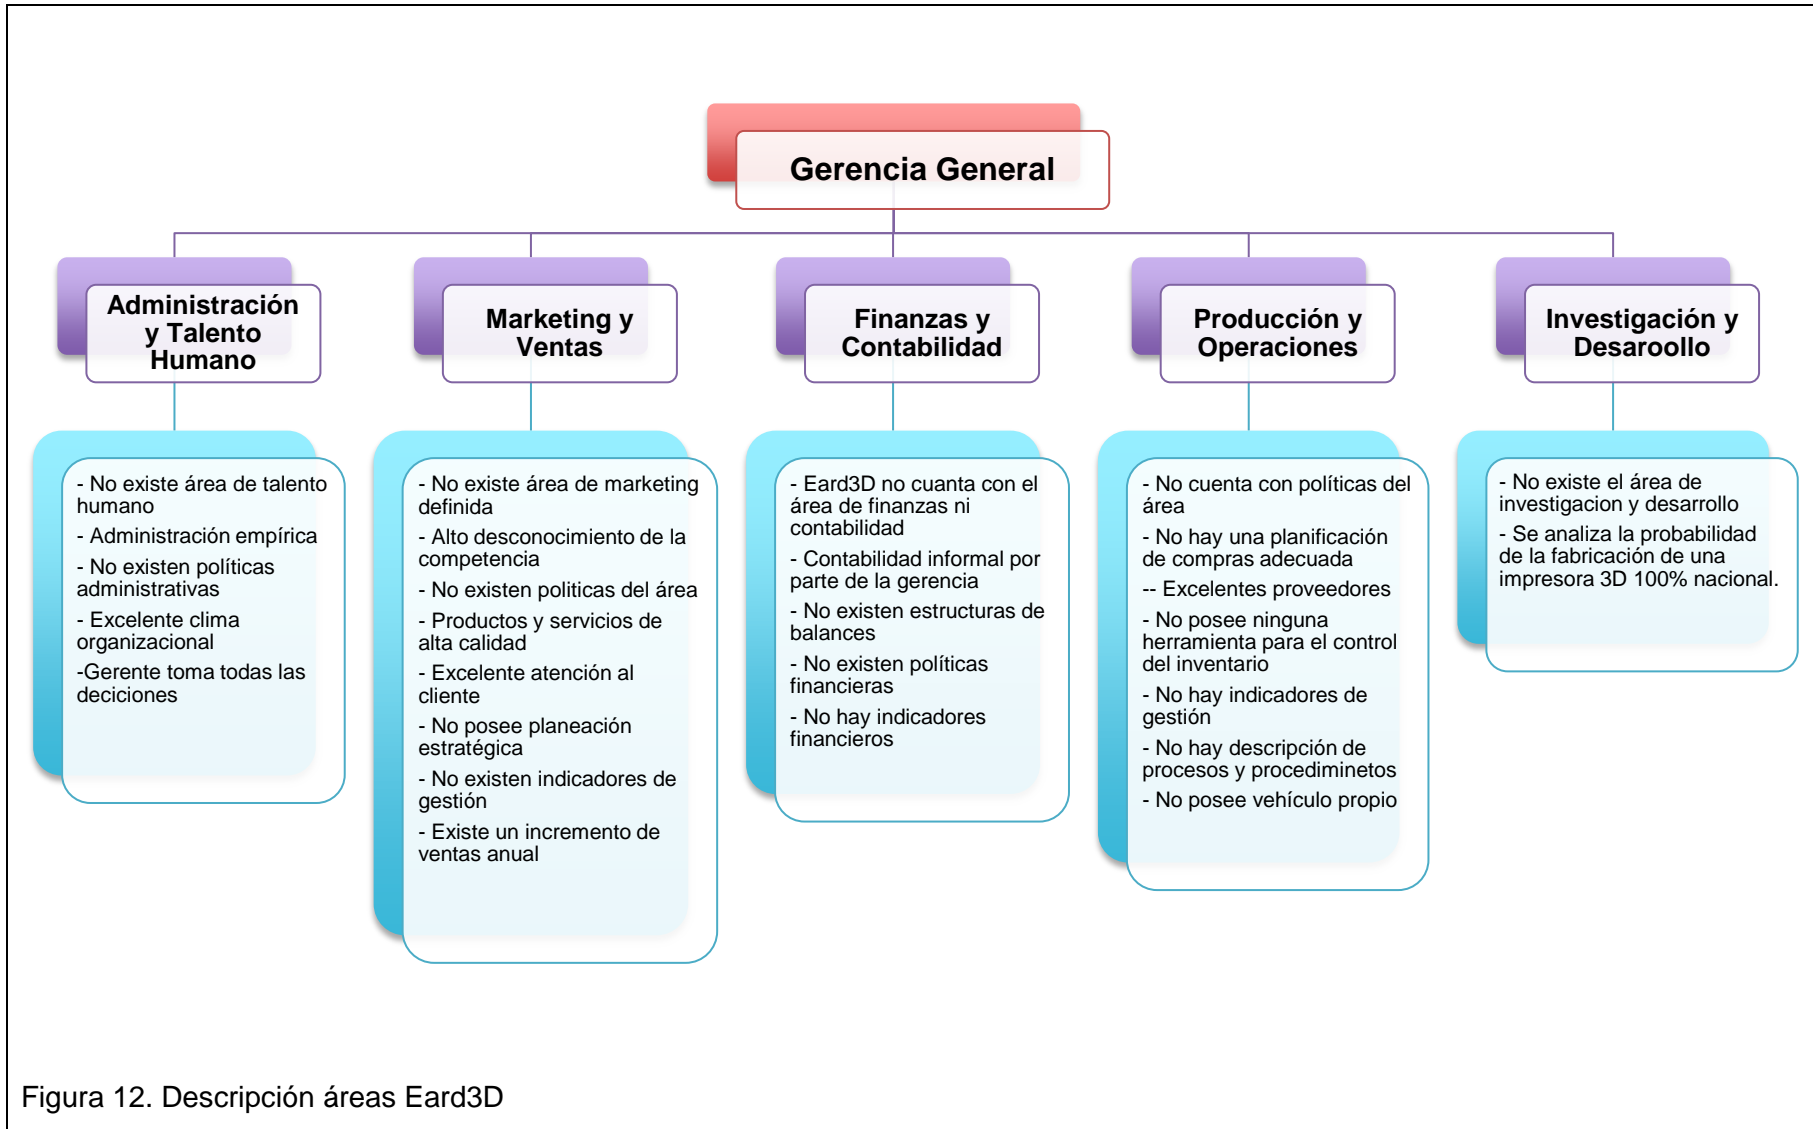 Gerencia General
Administración
y Talento
Humano
- No existe área de talento
humano
- Administración empírica
- No existen políticas
administrativas
- Excelente clima
organizacional
-Gerente toma todas las
deciciones
Marketing y
Ventas
- No existe área de marketing
definida
- Alto desconocimiento de la
competencia
- No existen politicas del área
- Productos y servicios de
alta calidad
- Excelente atención al
cliente
- No posee planeación
estratégica
- No existen indicadores de
gestión
- Existe un incremento de
ventas anual
Finanzas y
Contabilidad
- Eard3D no cuanta con el
área de finanzas ni
contabilidad
- Contabilidad informal por
parte de la gerencia
- No existen estructuras de
balances
- No existen políticas
financieras
- No hay indicadores
financieros
Producción y
Operaciones
- No cuenta con políticas del
área
- No hay una planificación
de compras adecuada
-- Excelentes proveedores
- No posee ninguna
herramienta para el control
del inventario
- No hay indicadores de
gestión
- No hay descripción de
procesos y procediminetos
- No posee vehículo propio
Investigación y
Desaroollo
- No existe el área de
investigacion y desarrollo
- Se analiza la probabilidad
de la fabricación de una
impresora 3D 100% nacional.
Figura 12. Descripción áreas Eard3D